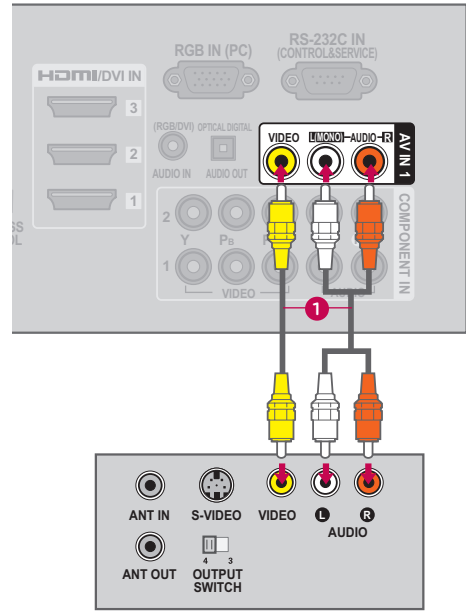 RGB IN (PC)
RS-232C IN
(CONTROL&SERVICE)
HDMI/DVI IN
3
2
1
(RGB/DVI)
AUDIO IN
OPTICAL DIGITAL
AUDIO OUT
VIDEO
L(MONO)
AUDIO
R
AV IN 1
SS
OL
2
Y
PB
1
VIDEO
COMPONENT IN
1
ANT IN
S-VIDEO
VIDEO
L
R
AUDIO
ANT OUT
4
3
OUTPUT
SWITCH